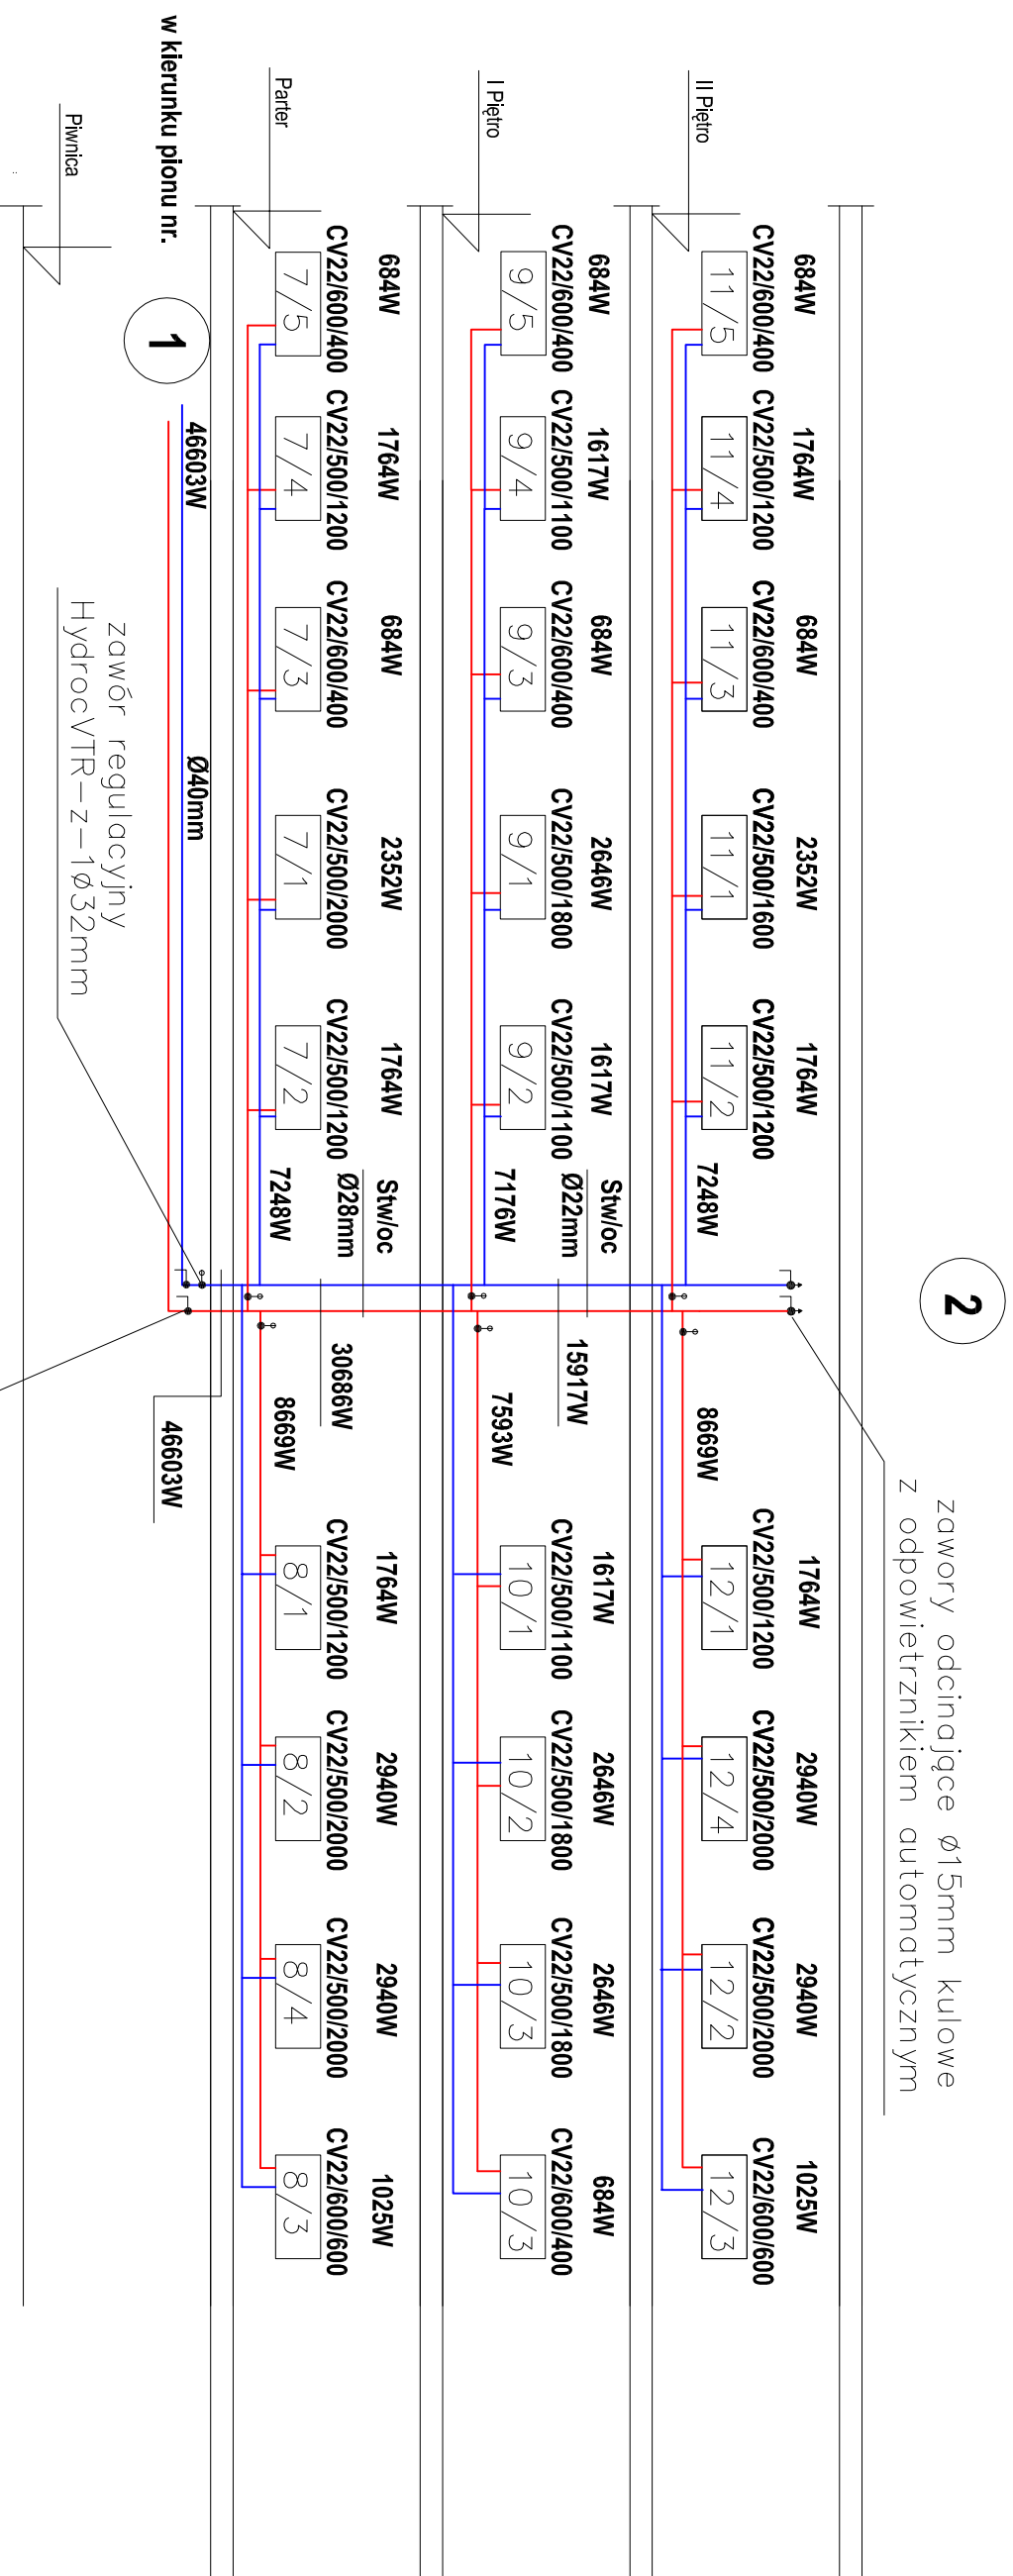 2
zawory odcinające Ø15mm kulowe
z odpowietrznikiem automatycznym
II Piętro
684W 1764W 684W 2352W 1764W 1764W 2940W 2940W 1025W
CV22/600/400 CV22/500/1200 CV22/600/400 CV22/500/1600 CV22/500/1200 CV22/500/1200 CV22/500/2000 CV22/500/2000 CV22/600/600
11/5 11/4 11/3 11/1 11/2 12/1 12/4 12/2 12/3
7248W 8669W
Stw/oc
Ø22mm
15917W
I Piętro
684W 1617W 684W 2646W 1617W 1617W 2646W 2646W 684W
CV22/600/400 CV22/500/1100 CV22/600/400 CV22/500/1800 CV22/500/1100 CV22/500/1100 CV22/500/1800 CV22/500/1800 CV22/600/400
9/5 9/4 9/3 9/1 9/2 10/1 10/2 10/3 10/3
7176W 7593W
Stw/oc
Ø28mm
30686W
Parter
684W 1764W 684W 2352W 1764W 1764W 2940W 2940W 1025W
CV22/600/400 CV22/500/1200 CV22/600/400 CV22/500/2000 CV22/500/1200 CV22/500/1200 CV22/500/2000 CV22/500/2000 CV22/600/600
7/5 7/4 7/3 7/1 7/2 8/1 8/2 8/4 8/3
7248W 8669W
w kierunku pionu nr. 1
46603W Ø40mm 46603W
zawór regulacyjny
HydrocVTR-z-1Ø32mm
Piwnica